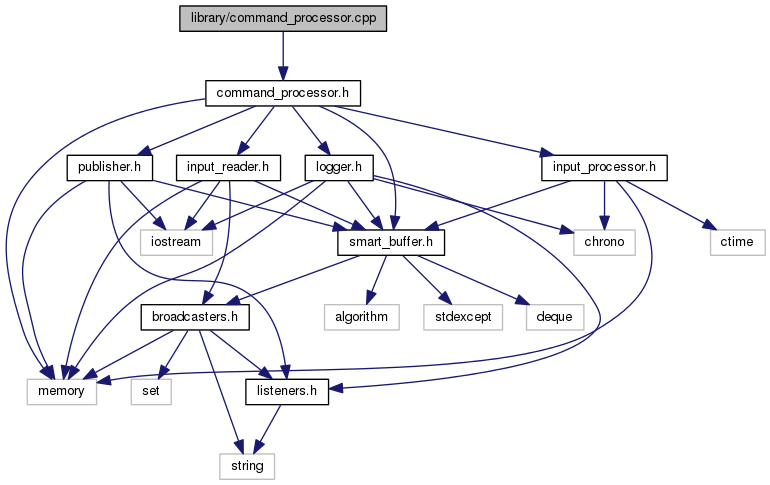 library/command_processor.cpp
command_processor.h
publisher.h
input_reader.h
logger.h
input_processor.h
iostream
smart_buffer.h
chrono
ctime
broadcasters.h
algorithm
stdexcept
deque
memory
set
listeners.h
string